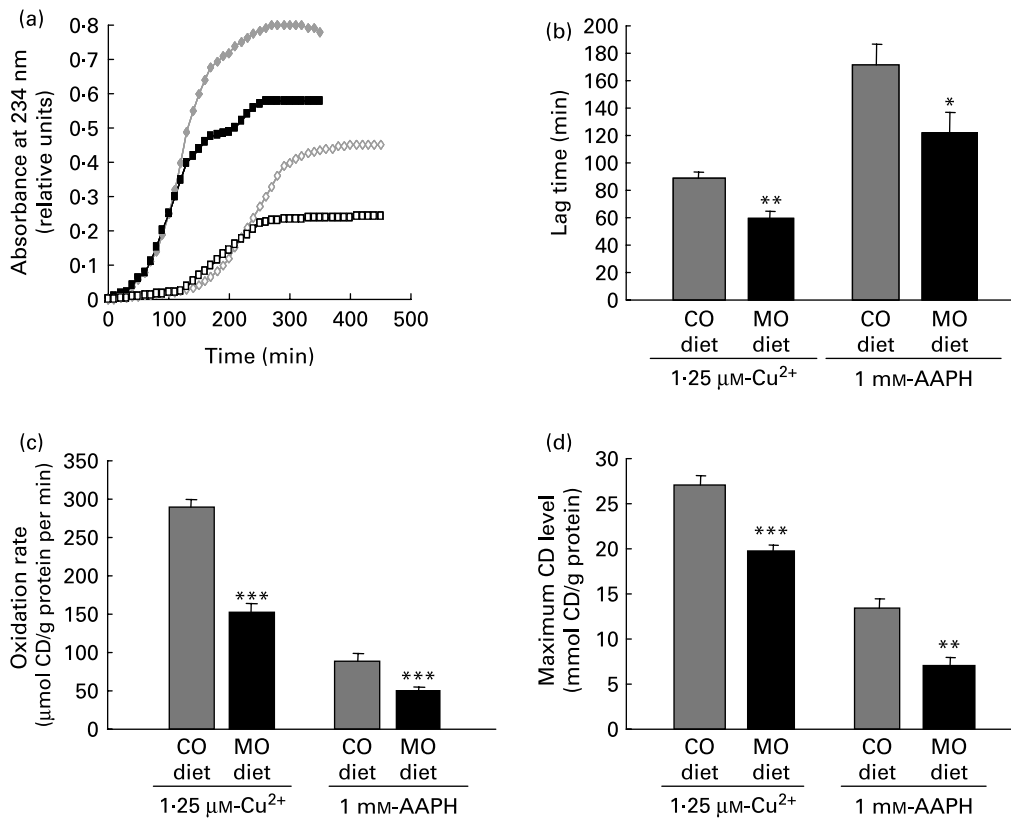 (a)
0·8
0·7
0·6
0·5
0·4
0·3
0·2
0·1
0
Absorbance at 234 nm
(relative units)
0 100 200 300 400 500
Time (min)
(b)
200
180
160
140
120
100
80
60
40
20
0
Lag time (min)
**
*
CO MO CO MO
diet diet diet diet
1·25 μM-Cu²⁺ 1 mM-AAPH
(c)
350
300
250
200
150
100
50
0
Oxidation rate
(μmol CD/g protein per min)
***
***
CO MO CO MO
diet diet diet diet
1·25 μM-Cu²⁺ 1 mM-AAPH
(d)
30
25
20
15
10
5
0
Maximum CD level
(mmol CD/g protein)
***
**
CO MO CO MO
diet diet diet diet
1·25 μM-Cu²⁺ 1 mM-AAPH